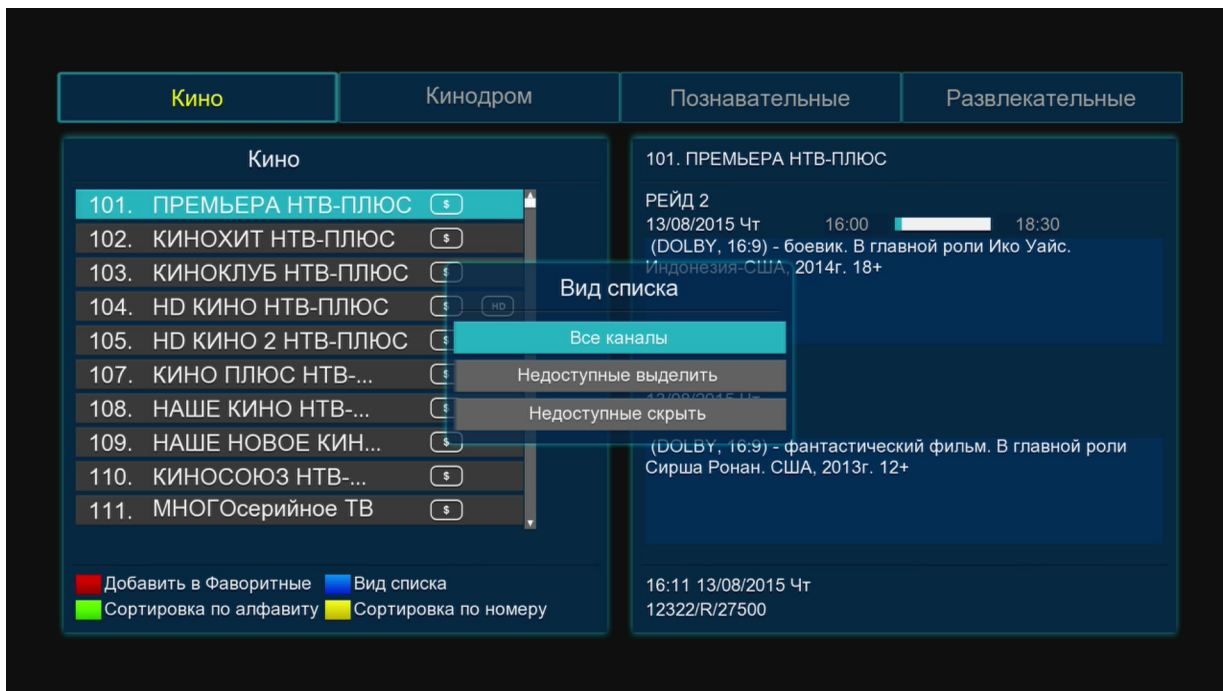 Кино
Кинодром
Познавательные
Развлекательные
Кино
101. ПРЕМЬЕРА НТВ-ПЛЮС $
102. КИНОХИТ НТВ-ПЛЮС $
103. КИНОКЛУБ НТВ-ПЛЮС $
104. HD КИНО НТВ-ПЛЮС $ HD
105. HD КИНО 2 НТВ-ПЛЮС $
107. КИНО ПЛЮС НТВ-... $
108. НАШЕ КИНО НТВ-... $
109. НАШЕ НОВОЕ КИН... $
110. КИНОСОЮЗ НТВ-... $
111. МНОГОсерийное ТВ $
Добавить в Фаворитные Вид списка
Сортировка по алфавиту Сортировка по номеру
Вид списка
Все каналы
Недоступные выделить
Недоступные скрыть
101. ПРЕМЬЕРА НТВ-ПЛЮС
РЕЙД 2
13/08/2015 Чт 16:00 18:30
(DOLBY, 16:9) - боевик. В главной роли Ико Уайс.
Индонезия-США, 2014г. 18+
13/08/2015 Чт
(DOLBY, 16:9) - фантастический фильм. В главной роли
Сирша Ронан. США, 2013г. 12+
16:11 13/08/2015 Чт
12322/R/27500